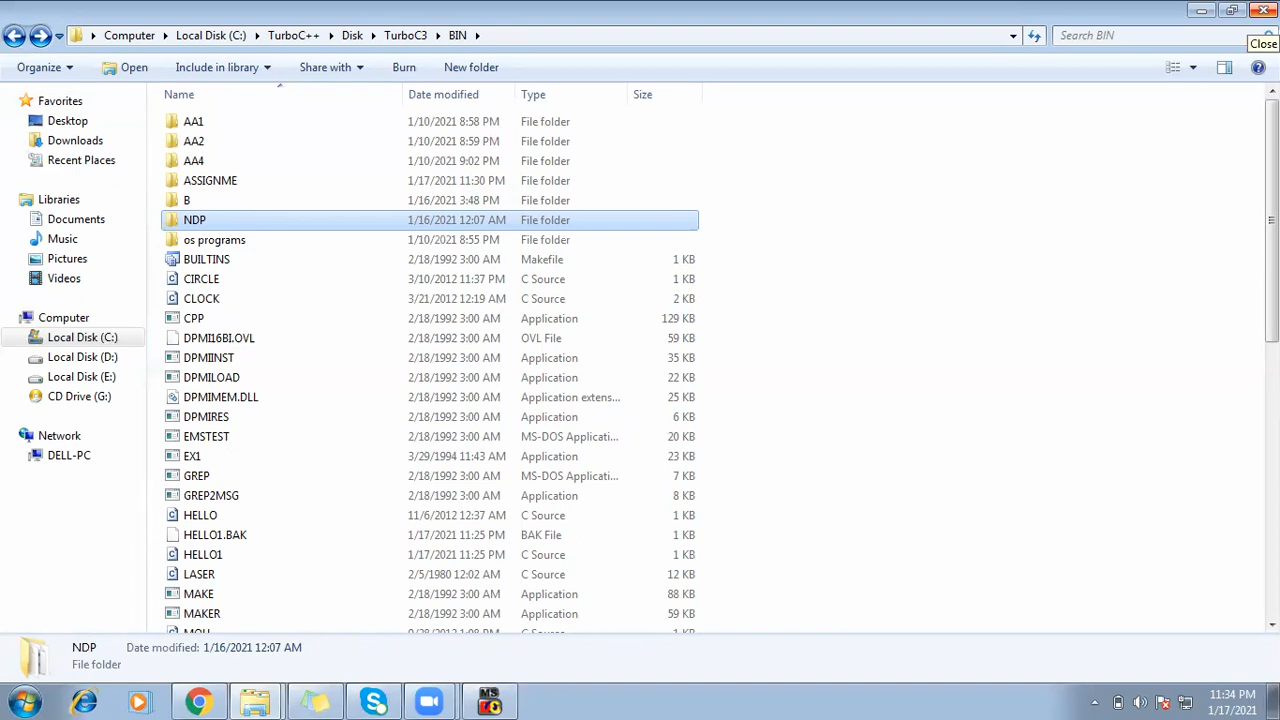 Computer Local Disk (C:) TurboC++ Disk TurboC3 BIN Search BIN
Close
Organize Open Include in library Share with Burn New folder
Name Date modified Type Size
Favorites
Desktop
Downloads
Recent Places
Libraries
Documents
Music
Pictures
Videos
Computer
Local Disk (C:)
Local Disk (D:)
Local Disk (E:)
CD Drive (G:)
Network
DELL-PC
AA1 1/10/2021 8:58 PM File folder
AA2 1/10/2021 8:59 PM File folder
AA4 1/10/2021 9:02 PM File folder
ASSIGNME 1/17/2021 11:30 PM File folder
B 1/16/2021 3:48 PM File folder
NDP 1/16/2021 12:07 AM File folder
os programs 1/10/2021 8:55 PM File folder
BUILTINS 2/18/1992 3:00 AM Makefile 1 KB
CIRCLE 3/10/2012 11:37 PM C Source 1 KB
CLOCK 3/21/2012 12:19 AM C Source 2 KB
CPP 2/18/1992 3:00 AM Application 129 KB
DPMI16BI.OVL 2/18/1992 3:00 AM OVL File 59 KB
DPMIINST 2/18/1992 3:00 AM Application 35 KB
DPMILOAD 2/18/1992 3:00 AM Application 22 KB
DPMIMEM.DLL 2/18/1992 3:00 AM Application extens... 25 KB
DPMIRES 2/18/1992 3:00 AM Application 6 KB
EMSTEST 2/18/1992 3:00 AM MS-DOS Applicati... 20 KB
EX1 3/29/1994 11:43 AM Application 23 KB
GREP 2/18/1992 3:00 AM MS-DOS Applicati... 7 KB
GREP2MSG 2/18/1992 3:00 AM Application 8 KB
HELLO 11/6/2012 12:37 AM C Source 1 KB
HELLO1.BAK 1/17/2021 11:25 PM BAK File 1 KB
HELLO1 1/17/2021 11:25 PM C Source 1 KB
LASER 2/5/1980 12:02 AM C Source 12 KB
MAKE 2/18/1992 3:00 AM Application 88 KB
MAKER 2/18/1992 3:00 AM Application 59 KB
NDP Date modified: 1/16/2021 12:07 AM
File folder
MS
11:34 PM
1/17/2021